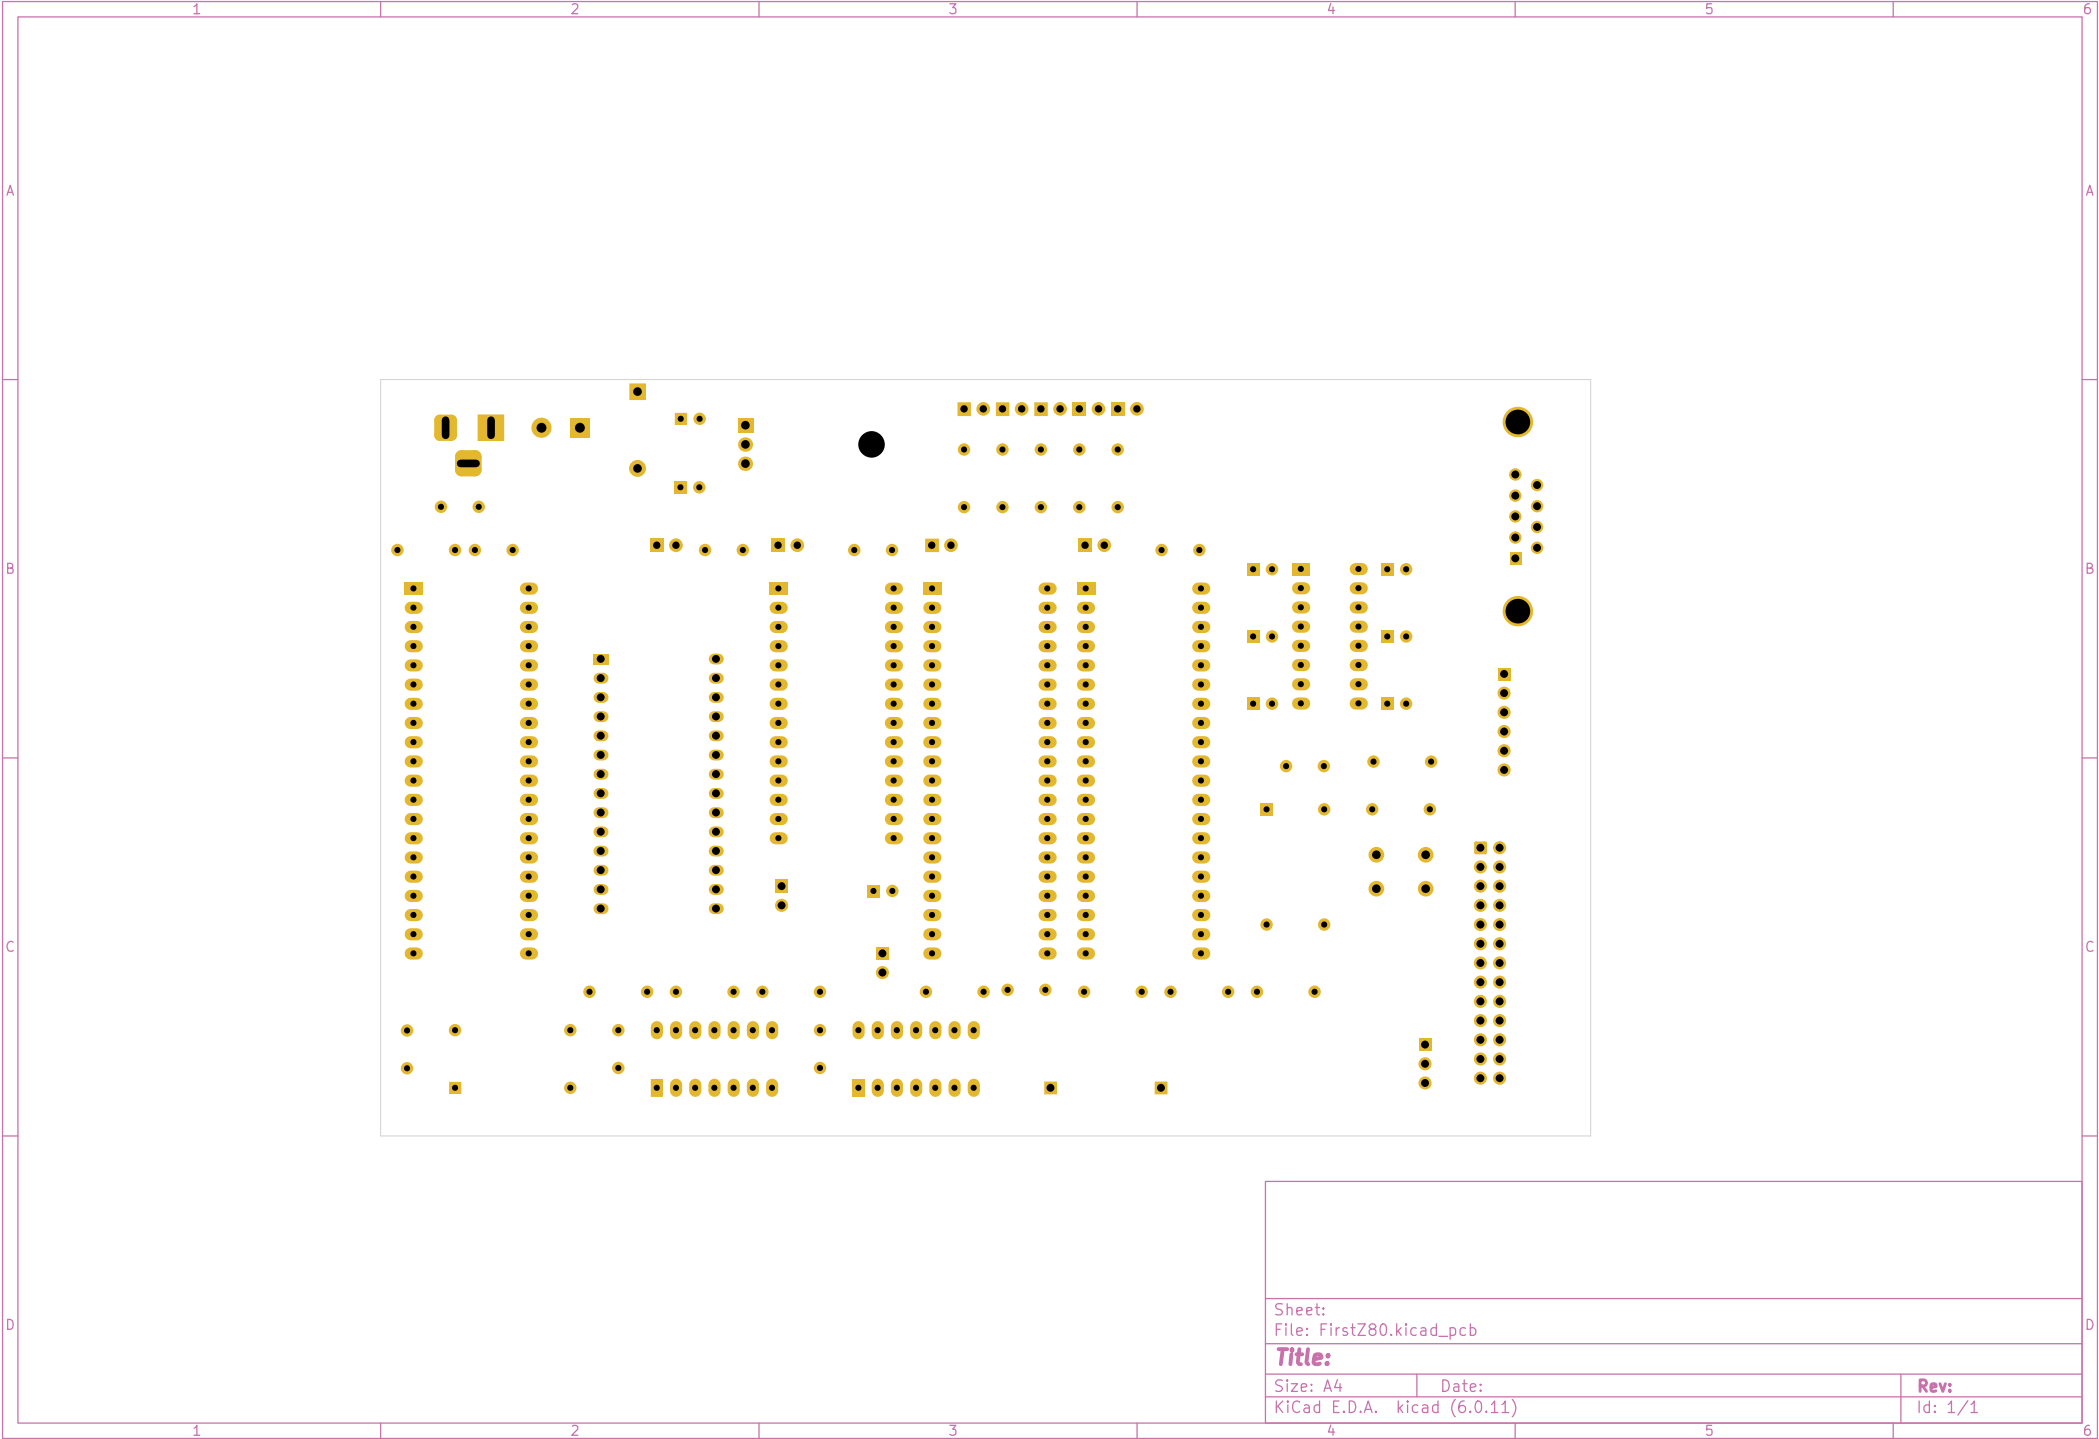 1 2 3 4 5 6
A A
B B
C C
D D
Sheet:
File: FirstZ80.kicad_pcb
Title:
Size: A4 Date: Rev:
KiCad E.D.A. kicad (6.0.11) Id: 1/1
1 2 3 4 5 6